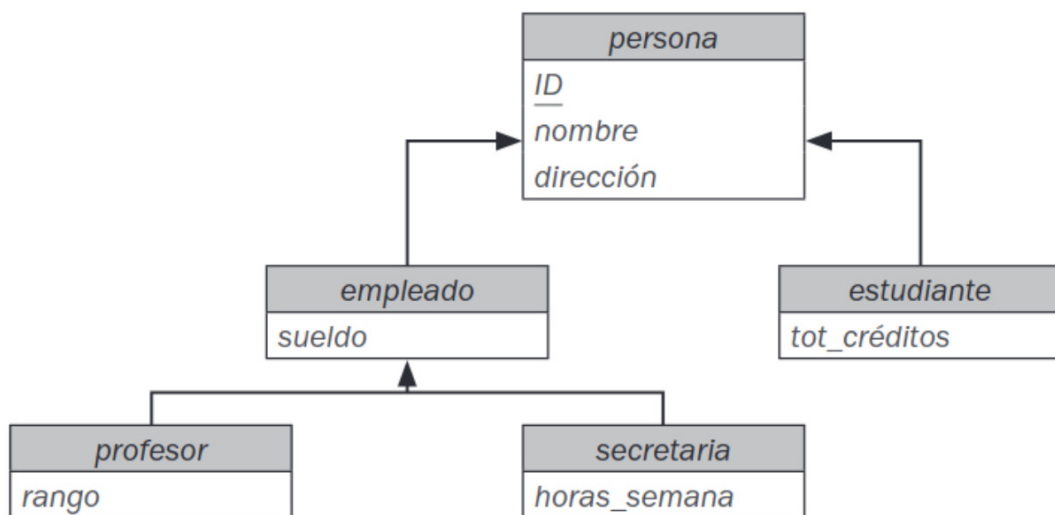 persona
ID
nombre
dirección
empleado
sueldo
estudiante
tot_créditos
profesor
rango
secretaria
horas_semana